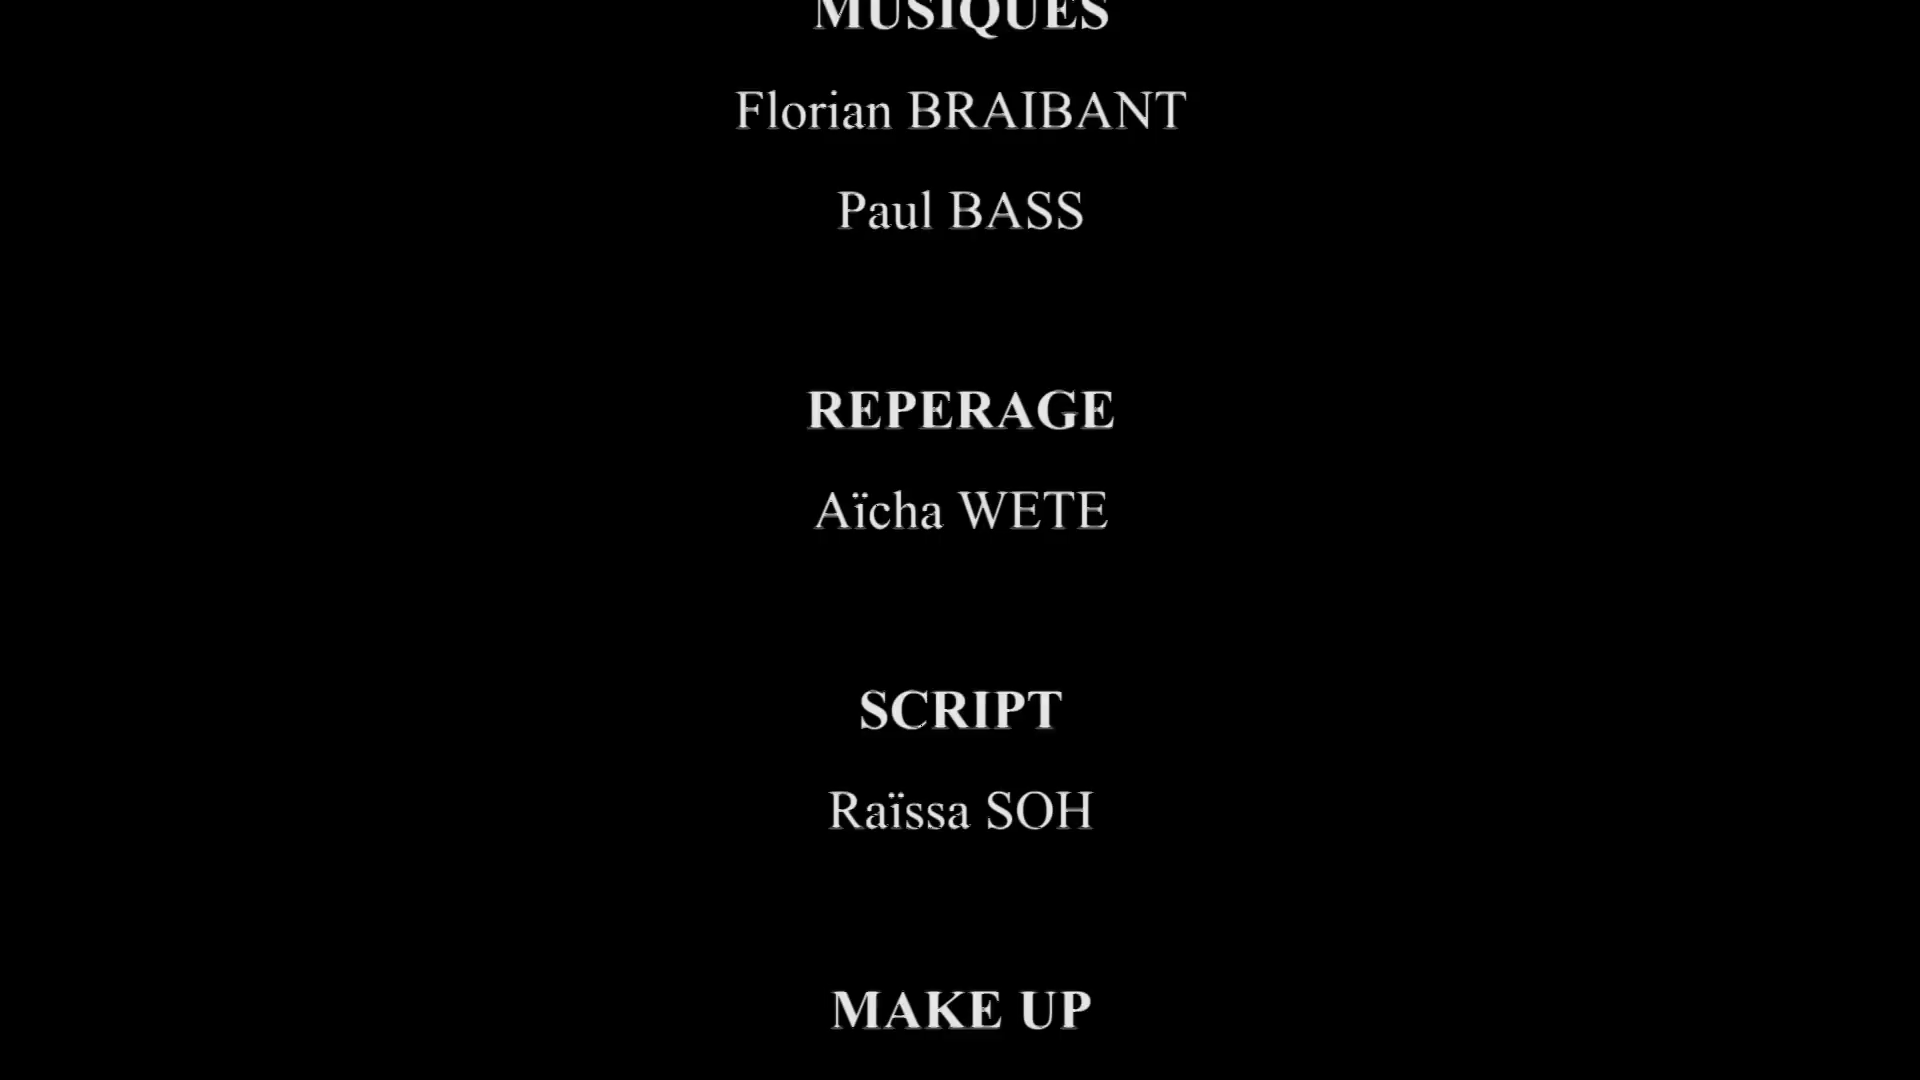 MUSIQUES
Florian BRAIBANT
Paul BASS
REPERAGE
Aïcha WETE
SCRIPT
Raïssa SOH
MAKE UP